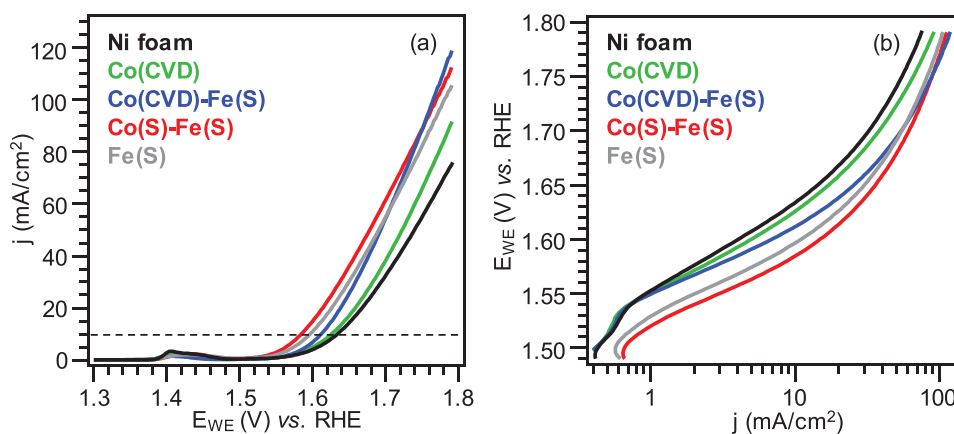 (a)
Ni foam
Co(CVD)
Co(CVD)-Fe(S)
Co(S)-Fe(S)
Fe(S)
j (mA/cm²)
120
100
80
60
40
20
0
1.3 1.4 1.5 1.6 1.7 1.8
E_WE (V) vs. RHE
(b)
Ni foam
Co(CVD)
Co(CVD)-Fe(S)
Co(S)-Fe(S)
Fe(S)
E_WE (V) vs. RHE
1.80
1.75
1.70
1.65
1.60
1.55
1.50
1 10 100
j (mA/cm²)